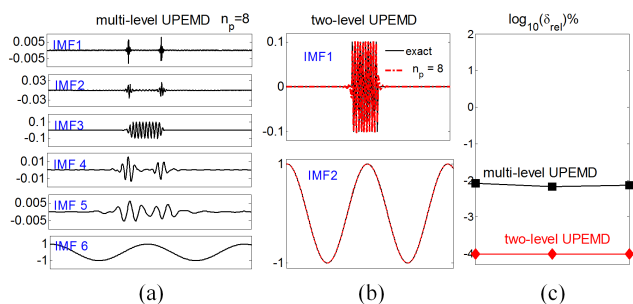 multi-level UPEMD n_p=8
0.005
-0.005
IMF1
0.03
-0.03
IMF2
0.1
-0.1
IMF3
0.01
-0.01
IMF 4
0.005
-0.005
IMF 5
1
-1
IMF 6
(a)
two-level UPEMD
0.1
0
-0.1
IMF1
exact
n_p = 8
1
-1
IMF2
(b)
log_10(δ_rel)%
2
1
0
-1
-2
-3
-4
multi-level UPEMD
two-level UPEMD
(c)